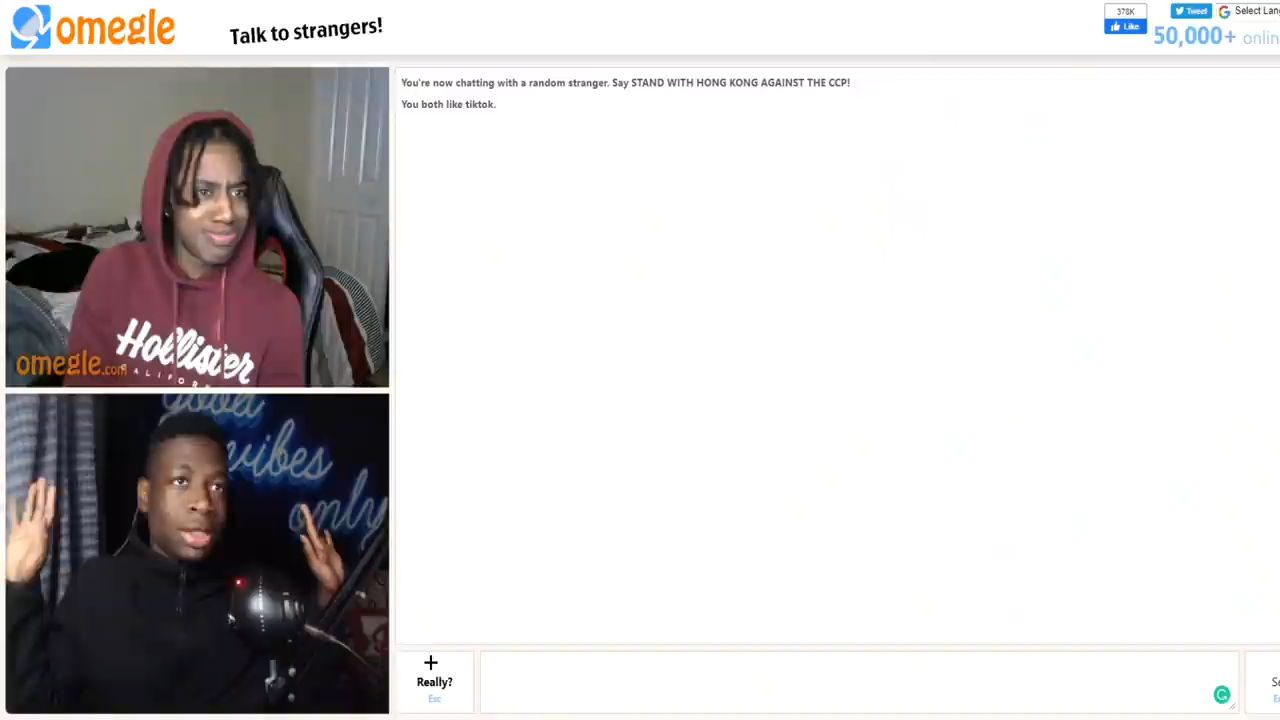 omegle
Talk to strangers!
378K
Like
Tweet
Select Lang
50,000+ onlin
You're now chatting with a random stranger. Say STAND WITH HONG KONG AGAINST THE CCP!
You both like tiktok.
Hollister
CALIFOR
omegle.com
good
vibes
only
Really?
Esc